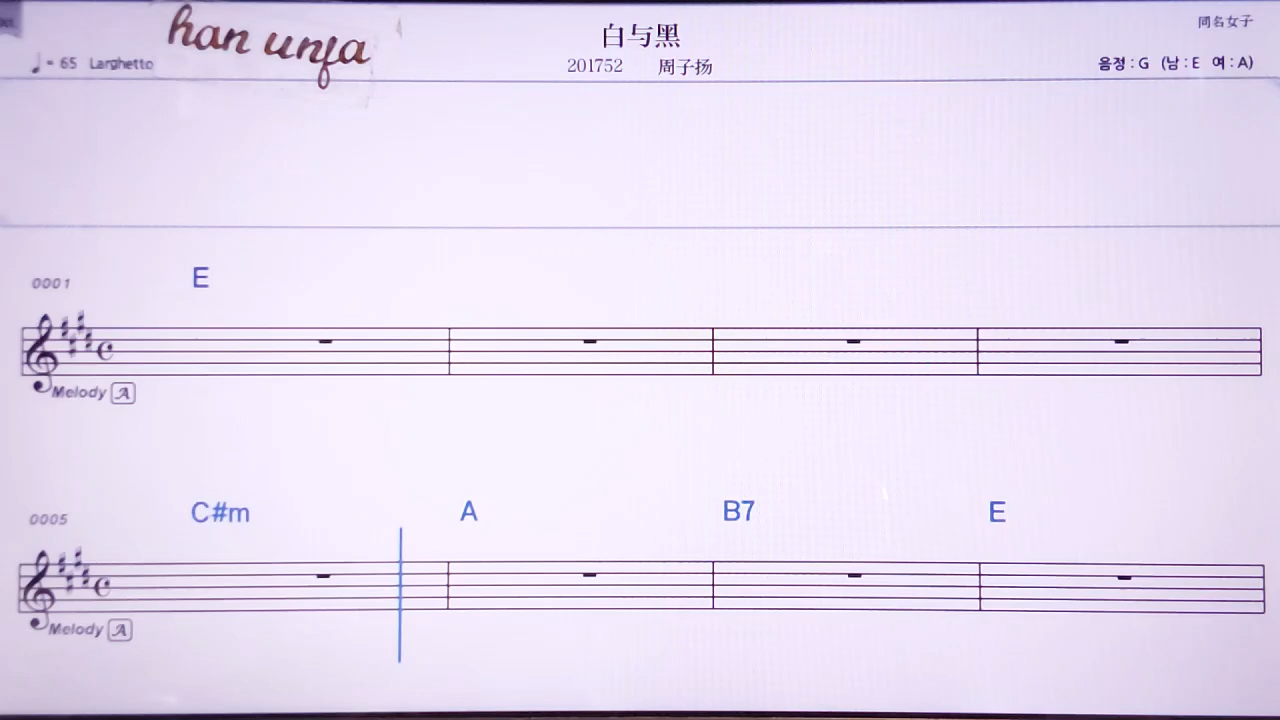 han unfa
白与黑
同名女子
♩= 65 Larghetto
201752 周子扬
음정 : G (남 : E 여 : A)
0001
E
Melody A
0005
C#m A B7 E
Melody A